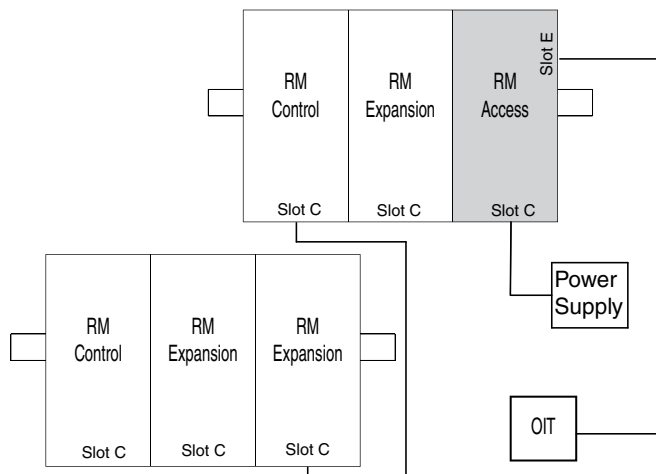 Slot E
RM
Control
RM
Expansion
RM
Access
Slot C
Slot C
Slot C
Power
Supply
RM
Control
RM
Expansion
RM
Expansion
Slot C
Slot C
Slot C
OIT